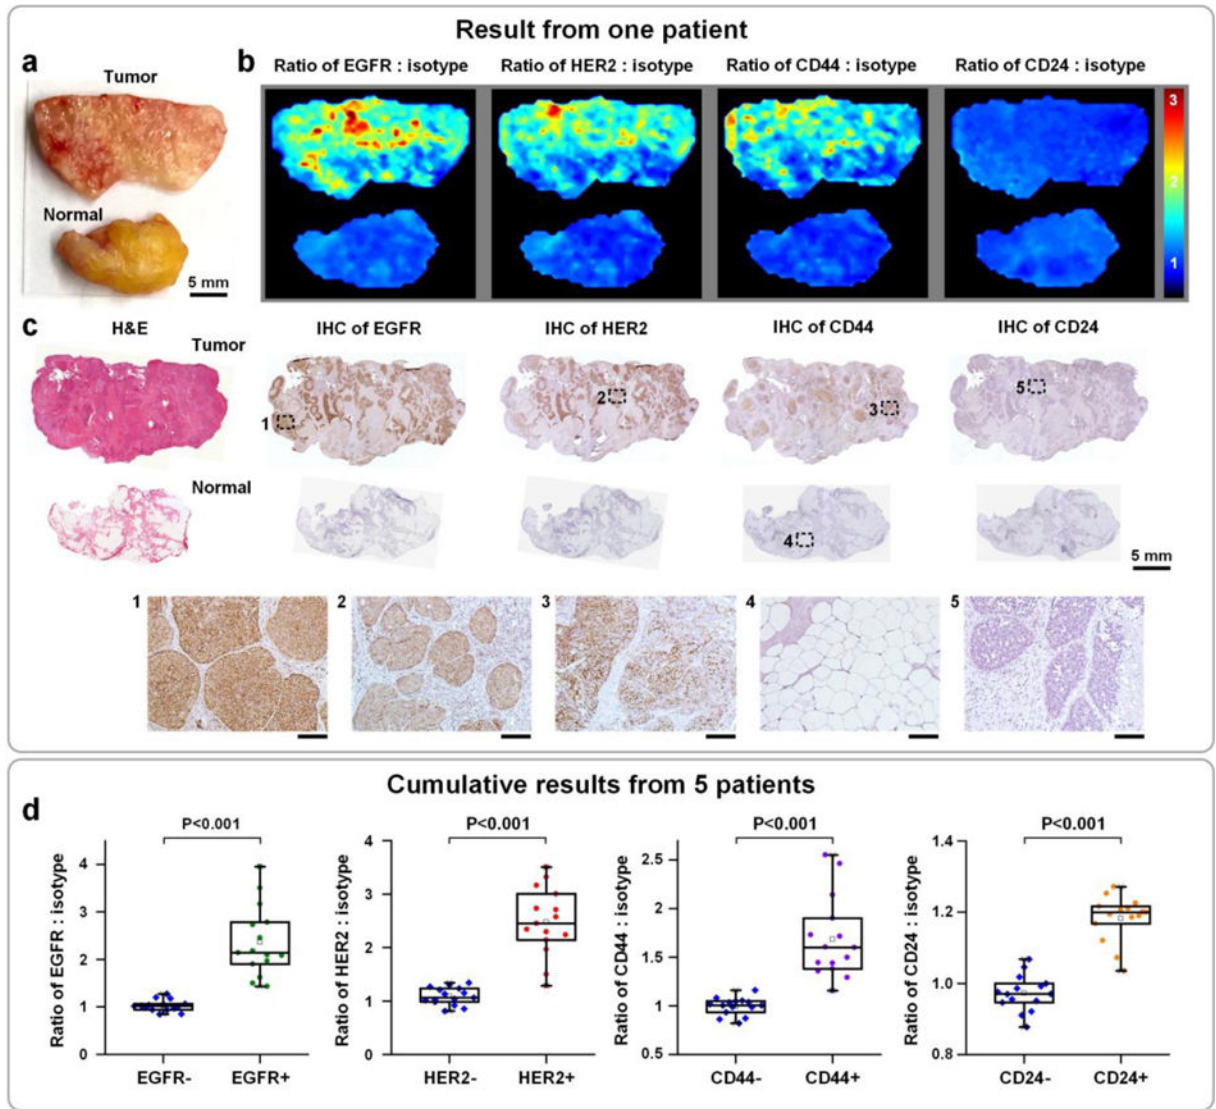 Result from one patient
a
Tumor
Normal
5 mm
b
Ratio of EGFR : isotype
Ratio of HER2 : isotype
Ratio of CD44 : isotype
Ratio of CD24 : isotype
3
2
1
c
H&E
IHC of EGFR
IHC of HER2
IHC of CD44
IHC of CD24
Tumor
1
2
3
5
Normal
4
5 mm
1
2
3
4
5
Cumulative results from 5 patients
d
P<0.001
Ratio of EGFR : isotype
4
3
2
1
0
EGFR-
EGFR+
P<0.001
Ratio of HER2 : isotype
4
3
2
1
0
HER2-
HER2+
P<0.001
Ratio of CD44 : isotype
2.5
2.0
1.5
1.0
0.5
CD44-
CD44+
P<0.001
Ratio of CD24 : isotype
1.4
1.2
1.0
0.8
CD24-
CD24+